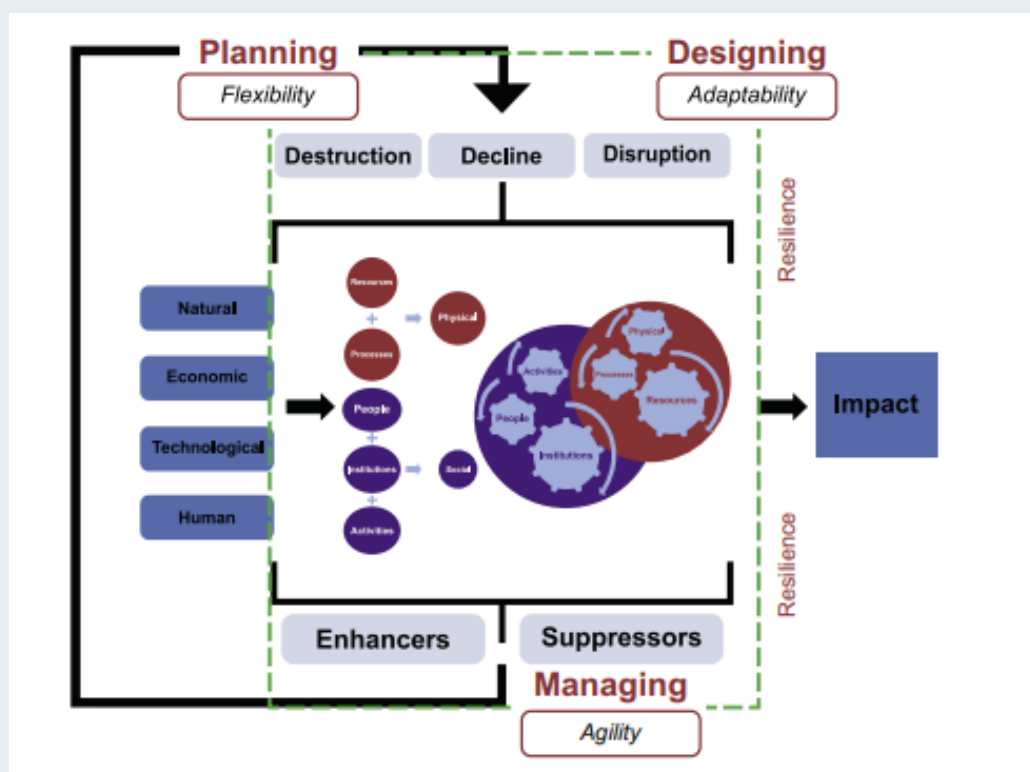 Planning
Designing
Flexibility
Adaptability
Destruction
Decline
Disruption
Resilience
Natural
Economic
Technological
Human
Resources
+
Processes
Physical
People
+
Institutions
+
Activities
Social
Activities
People
Institutions
Physical
Processes
Resources
Impact
Resilience
Enhancers
Suppressors
Managing
Agility